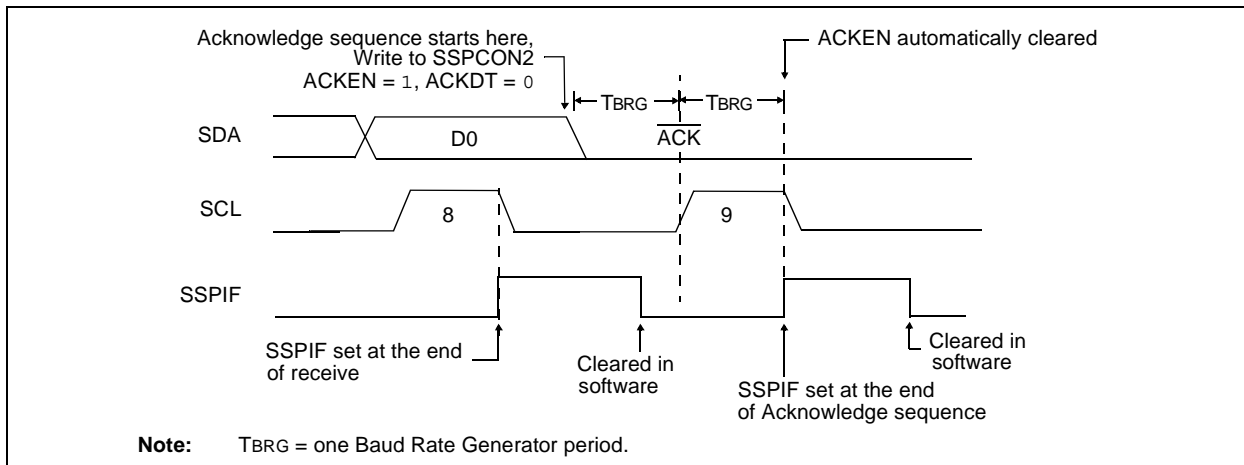 Acknowledge sequence starts here,
Write to SSPCON2
ACKEN = 1, ACKDT = 0
ACKEN automatically cleared
TBRG
TBRG
SDA
D0
ACK
SCL
8
9
SSPIF
SSPIF set at the end
of receive
Cleared in
software
SSPIF set at the end
of Acknowledge sequence
Cleared in
software
Note: TBRG = one Baud Rate Generator period.